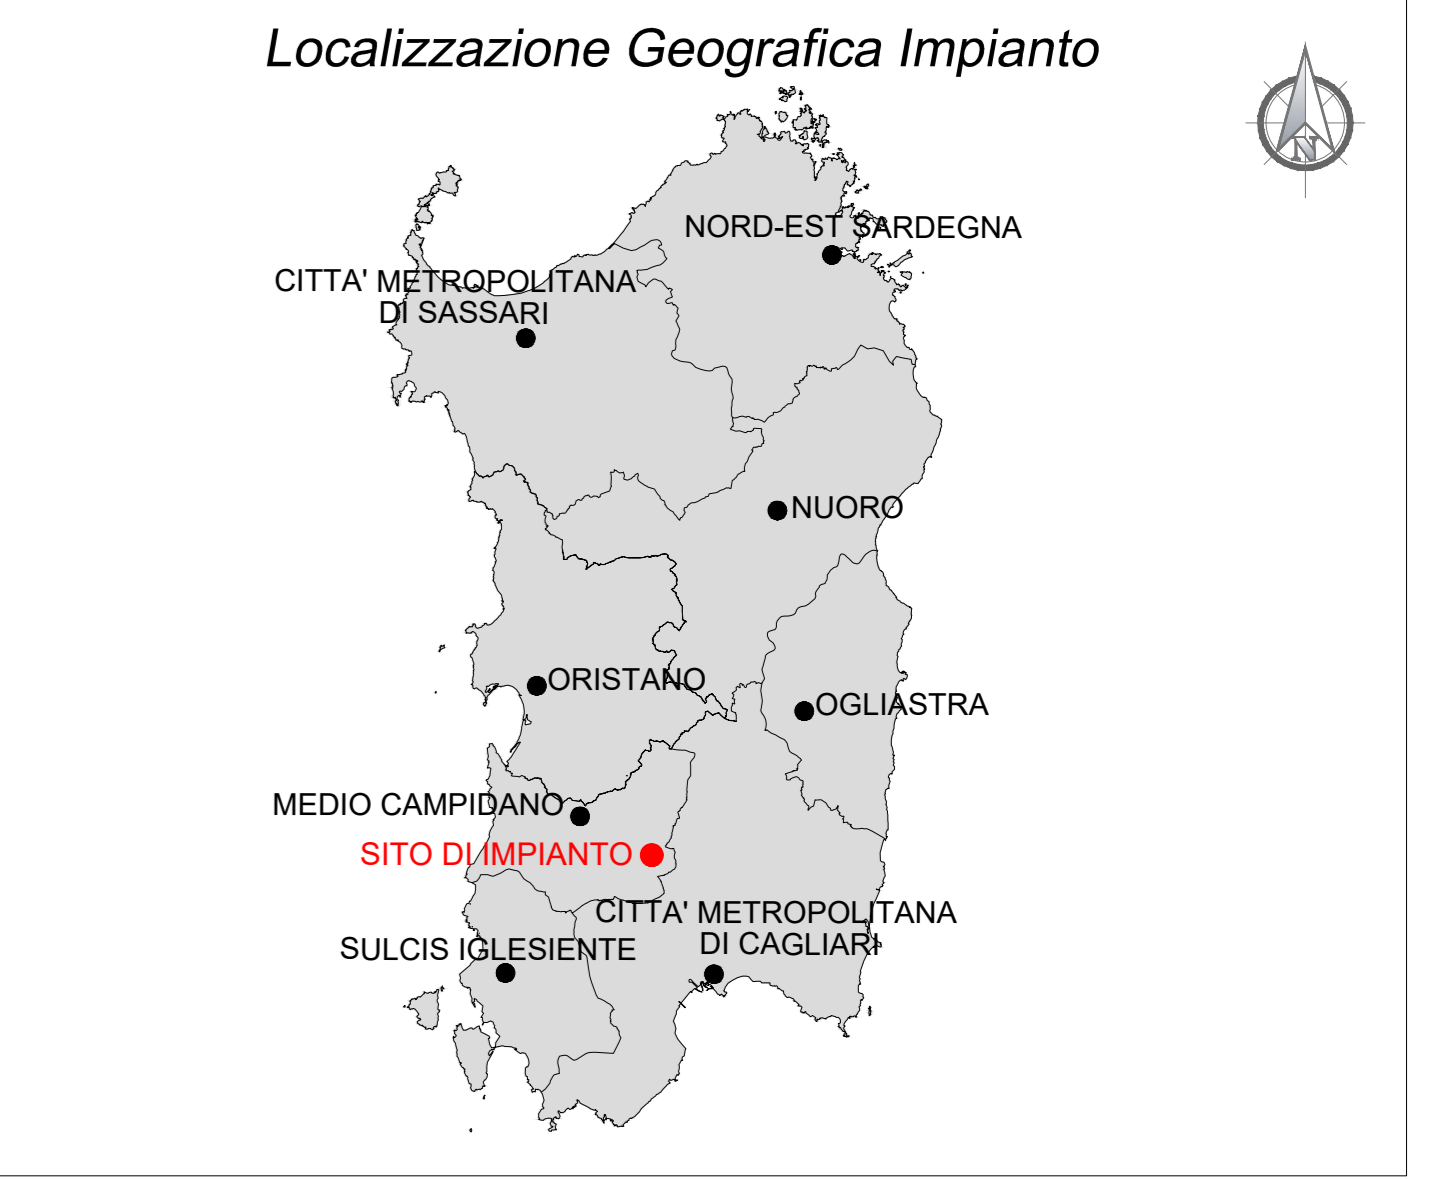 Localizzazione Geografica Impianto
N
NORD-EST SARDEGNA
CITTA' METROPOLITANA
DI SASSARI
NUORO
ORISTANO
OGLIASTRA
MEDIO CAMPIDANO
SITO DI IMPIANTO
CITTA' METROPOLITANA
DI CAGLIARI
SULCIS IGLESIENTE